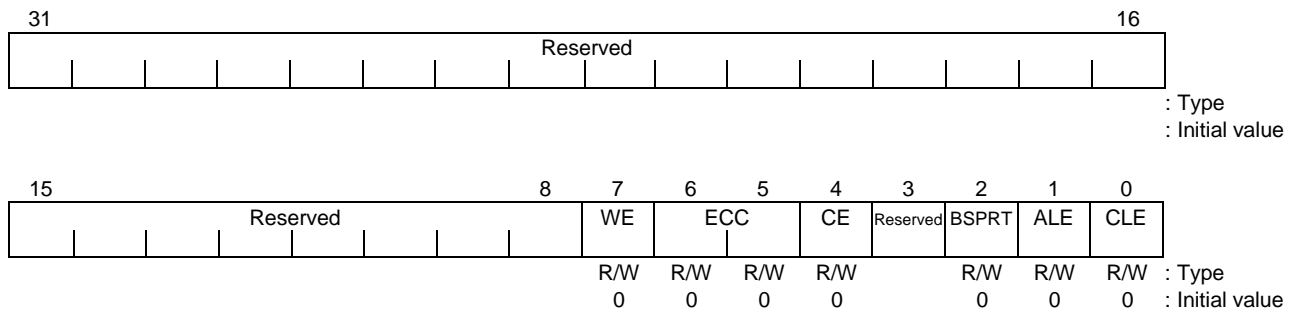 31 16
Reserved
: Type
: Initial value
15 8 7 6 5 4 3 2 1 0
Reserved WE ECC CE Reserved BSPRT ALE CLE
R/W R/W R/W R/W R/W R/W R/W : Type
0 0 0 0 0 0 0 : Initial value